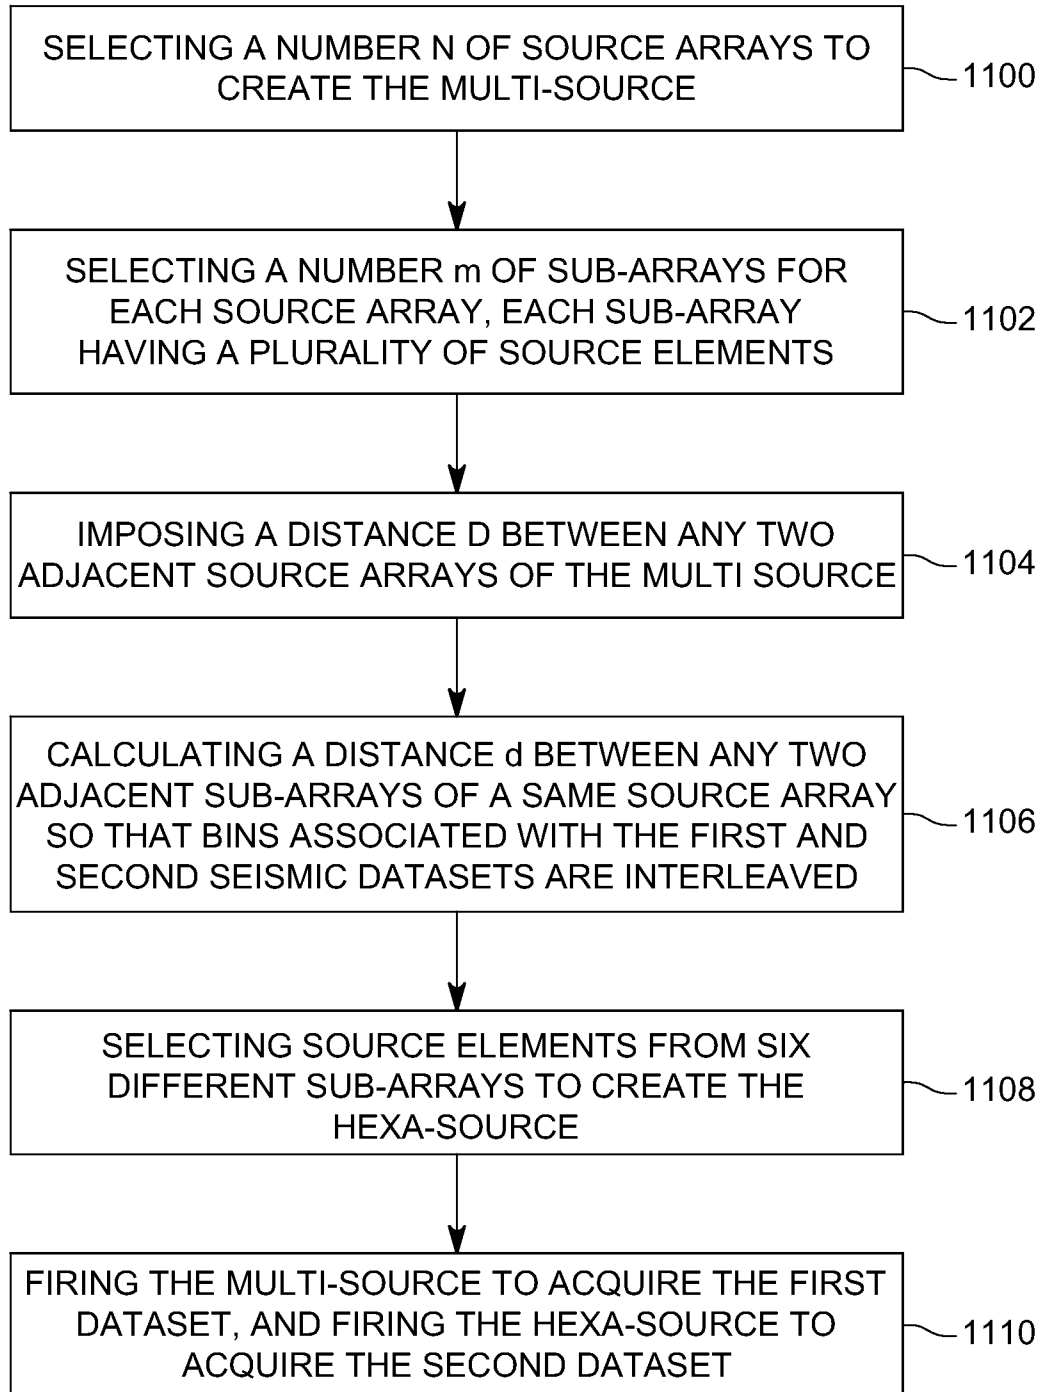 SELECTING A NUMBER N OF SOURCE ARRAYS TO
CREATE THE MULTI-SOURCE
1100
SELECTING A NUMBER m OF SUB-ARRAYS FOR
EACH SOURCE ARRAY, EACH SUB-ARRAY
HAVING A PLURALITY OF SOURCE ELEMENTS
1102
IMPOSING A DISTANCE D BETWEEN ANY TWO
ADJACENT SOURCE ARRAYS OF THE MULTI SOURCE
1104
CALCULATING A DISTANCE d BETWEEN ANY TWO
ADJACENT SUB-ARRAYS OF A SAME SOURCE ARRAY
SO THAT BINS ASSOCIATED WITH THE FIRST AND
SECOND SEISMIC DATASETS ARE INTERLEAVED
1106
SELECTING SOURCE ELEMENTS FROM SIX
DIFFERENT SUB-ARRAYS TO CREATE THE
HEXA-SOURCE
1108
FIRING THE MULTI-SOURCE TO ACQUIRE THE FIRST
DATASET, AND FIRING THE HEXA-SOURCE TO
ACQUIRE THE SECOND DATASET
1110